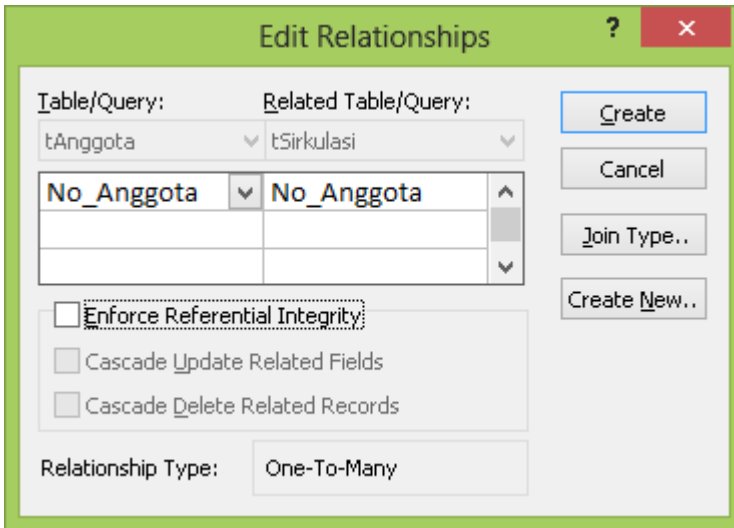 Edit Relationships
? ×
Table/Query: Related Table/Query:
tAnggota tSirkulasi
No_Anggota No_Anggota
Enforce Referential Integrity
Cascade Update Related Fields
Cascade Delete Related Records
Relationship Type: One-To-Many
Create
Cancel
Join Type..
Create New..